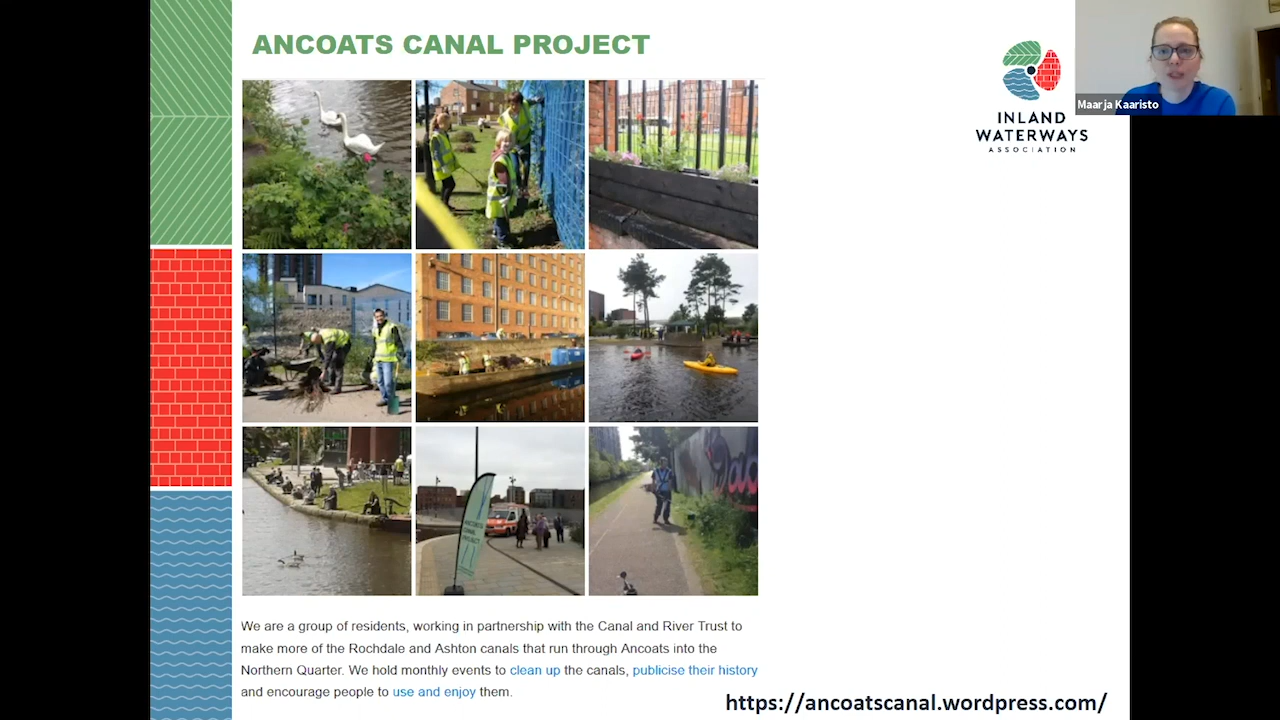 ANCOATS CANAL PROJECT
INLAND
WATERWAYS
ASSOCIATION
Maarja Kaaristo
ANCOATS
CANAL
PROJECT
We are a group of residents, working in partnership with the Canal and River Trust to
make more of the Rochdale and Ashton canals that run through Ancoats into the
Northern Quarter. We hold monthly events to clean up the canals, publicise their history
and encourage people to use and enjoy them.
https://ancoatscanal.wordpress.com/